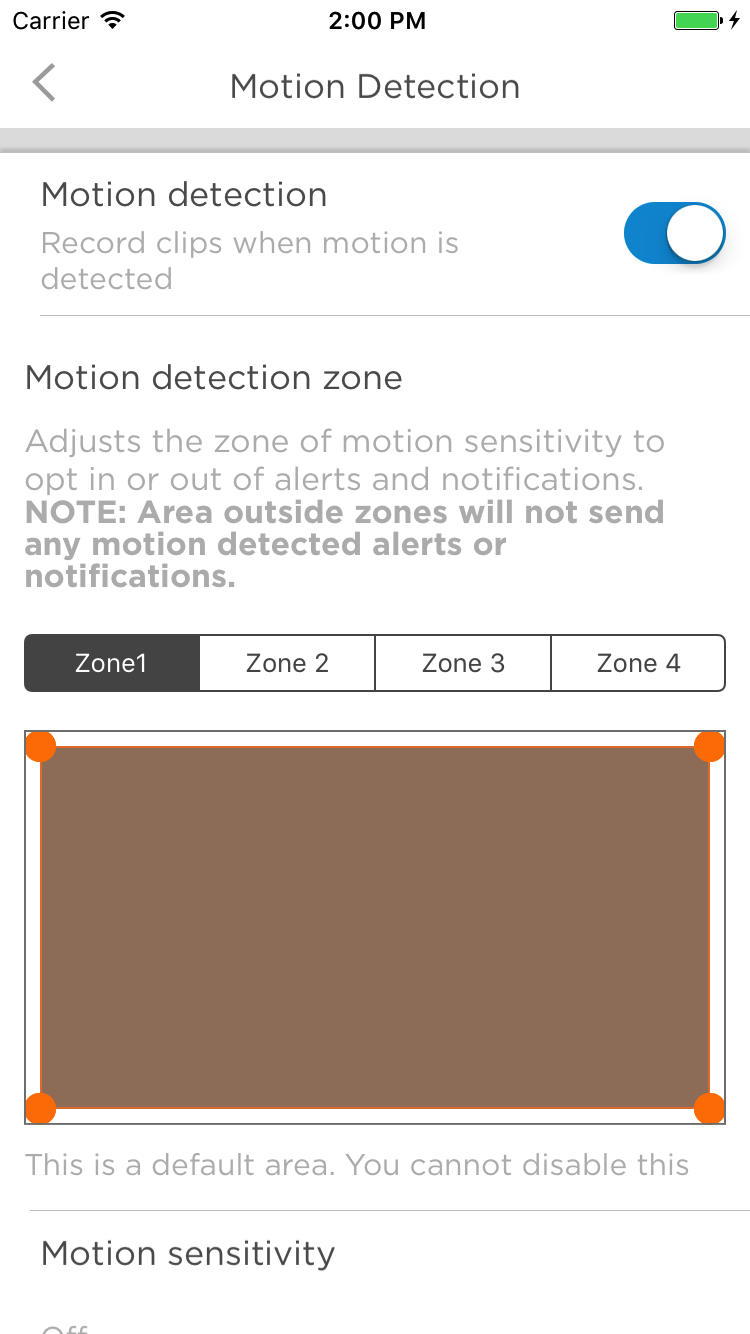 Carrier 2:00 PM
Motion Detection
Motion detection
Record clips when motion is
detected
Motion detection zone
Adjusts the zone of motion sensitivity to
opt in or out of alerts and notifications.
NOTE: Area outside zones will not send
any motion detected alerts or
notifications.
Zone1 Zone 2 Zone 3 Zone 4
This is a default area. You cannot disable this
Motion sensitivity
Off